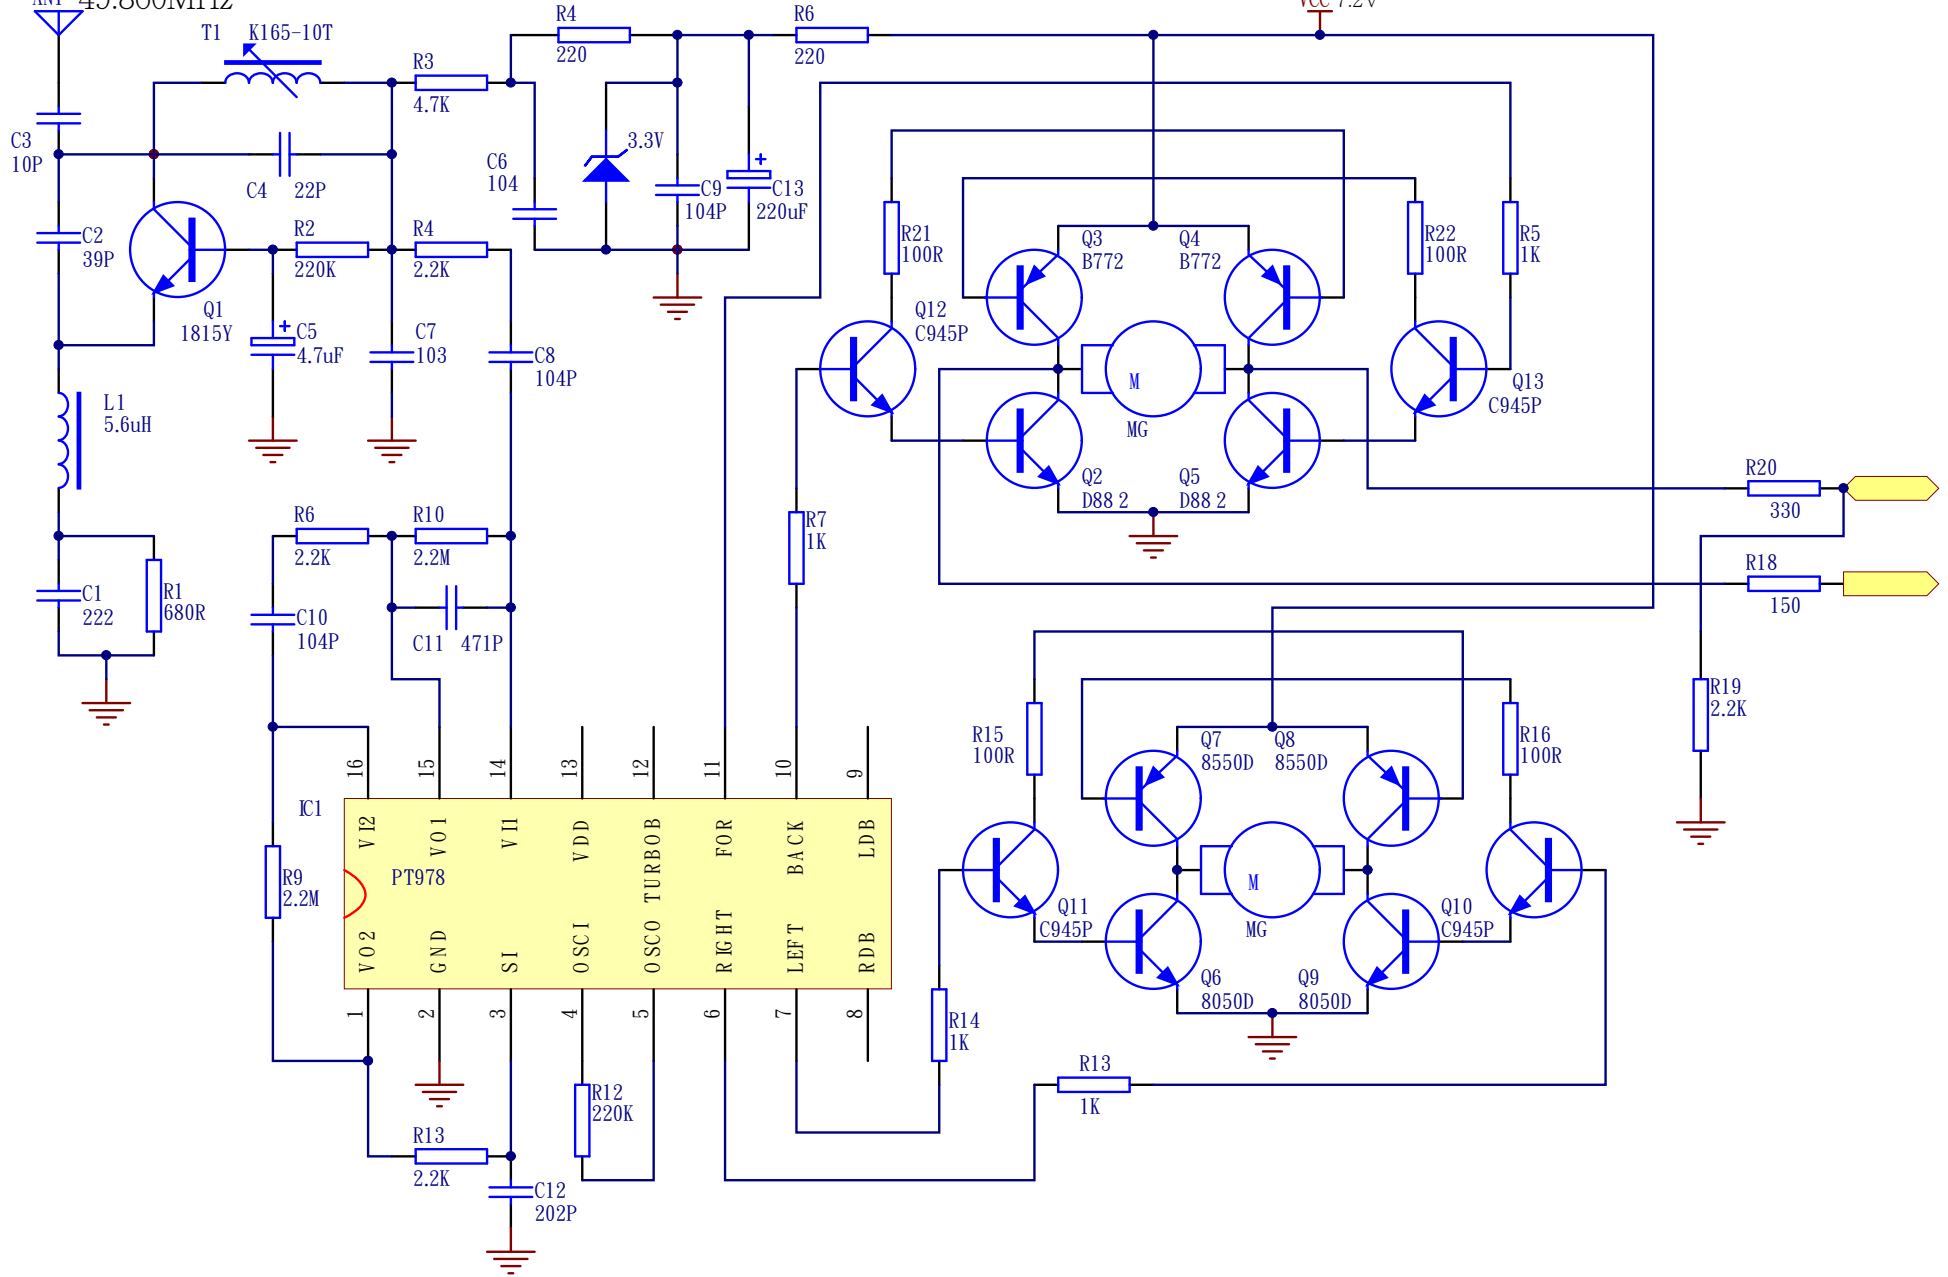 ANT 49.860MHz
VCC 7.2V
T1 K165-10T
R3
4.7K
R4
220
R6
220
C3
10P
C4 22P
C6
104
3.3V
C9
104P
C13
220uF
C2
39P
R2
220K
R4
2.2K
Q1
1815Y
C5
4.7uF
C7
103
C8
104P
L1
5.6uH
R21
100R
Q3
B772
Q4
B772
R22
100R
R5
1K
Q12
C945P
M
MG
Q13
C945P
Q2
D88 2
Q5
D88 2
R20
330
R18
150
R19
2.2K
R7
1K
R6
2.2K
R10
2.2M
C1
222
R1
680R
C10
104P
C11 471P
R15
100R
Q7
8550D
Q8
8550D
R16
100R
16 15 14 13 12 11 10 9
IC1
VI2 VO1 VI1 VDD TURBOB FOR BACK LDB
PT978
VO2 GND SI OSCI OSCO RIGHT LEFT RDB
1 2 3 4 5 6 7 8
R9
2.2M
M
MG
Q11
C945P
Q10
C945P
Q6
8050D
Q9
8050D
R14
1K
R13
1K
R12
220K
R13
2.2K
C12
202P